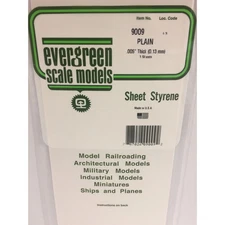 Item No. Loc. Code
9009
PLAIN
.005" Thick (0.13 mm)
evergreen
scale models
Sheet Styrene
Made in U.S.A.
Model Railroading
Architectural Models
Military Models
Industrial Models
Miniatures
Ships and Planes